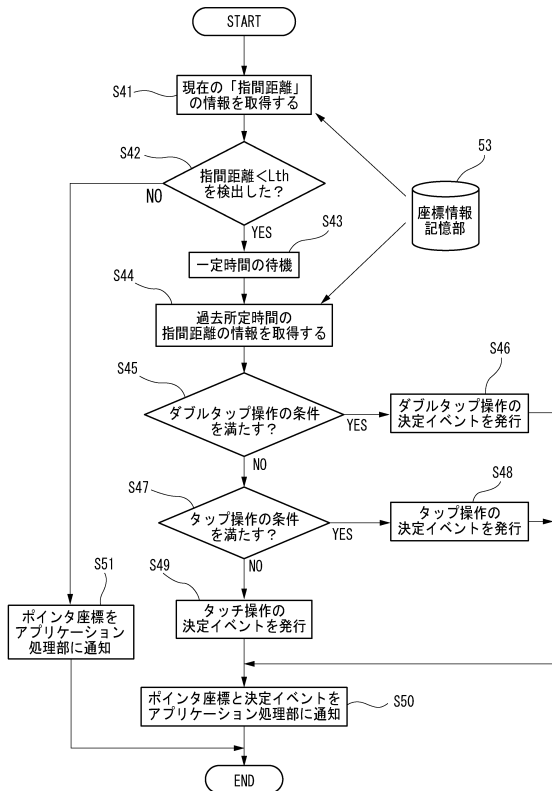 START
S41
現在の「指間距離」
の情報を取得する
S42
指間距離<Lth
を検出した?
NO
YES
53
座標情報
記憶部
S43
一定時間の待機
S44
過去所定時間の
指間距離の情報を取得する
S45
ダブルタップ操作の条件
を満たす?
YES
NO
S46
ダブルタップ操作の
決定イベントを発行
S47
タップ操作の条件
を満たす?
YES
NO
S48
タップ操作の
決定イベントを発行
S49
タッチ操作の
決定イベントを発行
S51
ポインタ座標を
アプリケーション
処理部に通知
S50
ポインタ座標と決定イベントを
アプリケーション処理部に通知
END